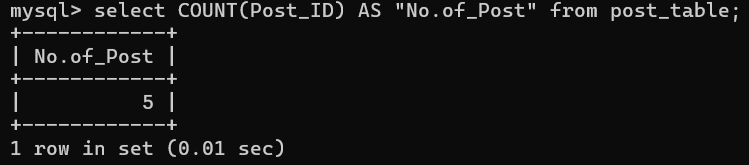 mysql> select COUNT(Post_ID) AS "No.of_Post" from post_table;
+------------+
| No.of_Post |
+------------+
|          5 |
+------------+
1 row in set (0.01 sec)